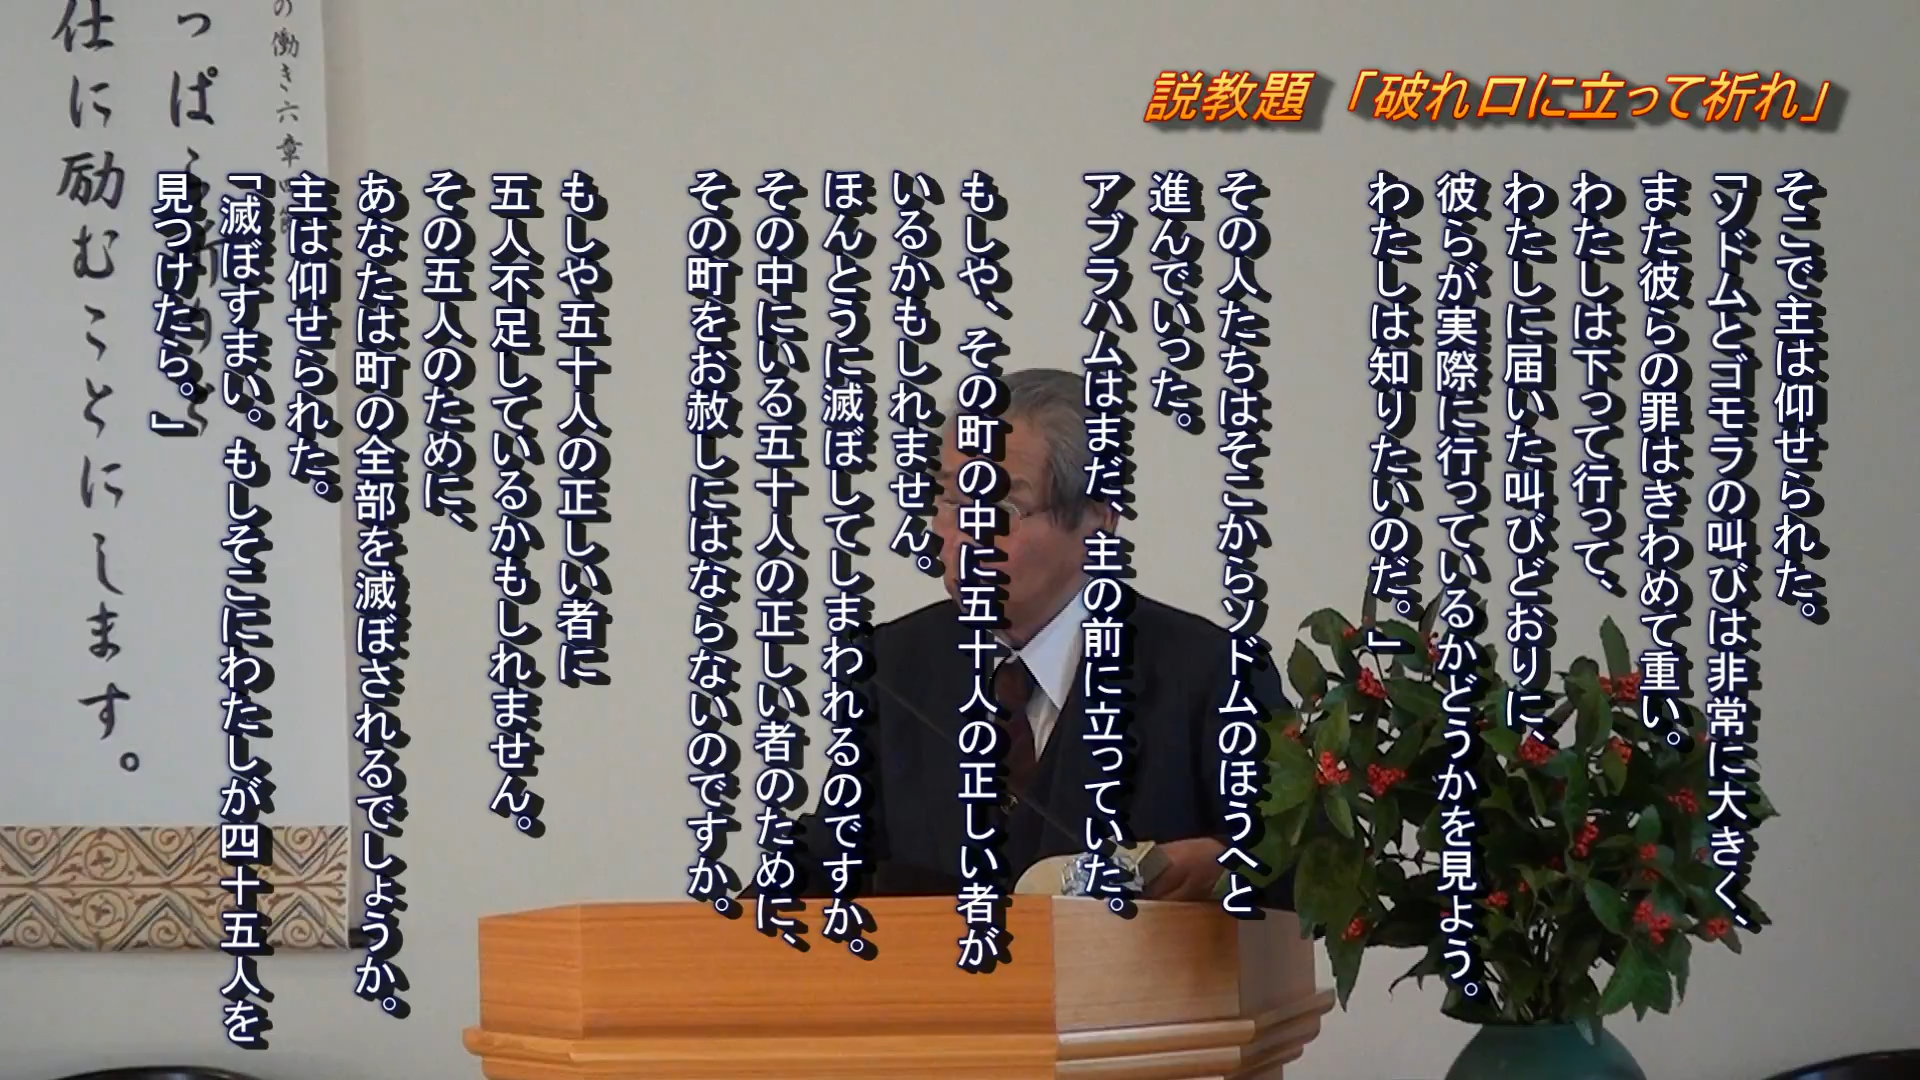 説教題 「破れ口に立って祈れ」
そこで主は仰せられた。
「ソドムとゴモラの叫びは非常に大きく、
また彼らの罪はきわめて重い。
わたしは下って行って、
わたしに届いた叫びどおりに、
彼らが実際に行っているかどうかを見よう。
わたしは知りたいのだ。」
その人たちはそこからソドムのほうへと
進んでいった。
アブラハムはまだ、主の前に立っていた。
もしや、その町の中に五十人の正しい者が
いるかもしれません。
ほんとうに滅ぼしてしまわれるのですか。
その中にいる五十人の正しい者のために、
その町をお赦しにはならないのですか。
もしや五十人の正しい者に
五人不足しているかもしれません。
その五人のために、
あなたは町の全部を滅ぼされるでしょうか。
主は仰せられた。
「滅ぼすまい。もしそこにわたしが四十五人を
見つけたら。」
の働き六章四節
っぱら祈り
仕に励むことにします。